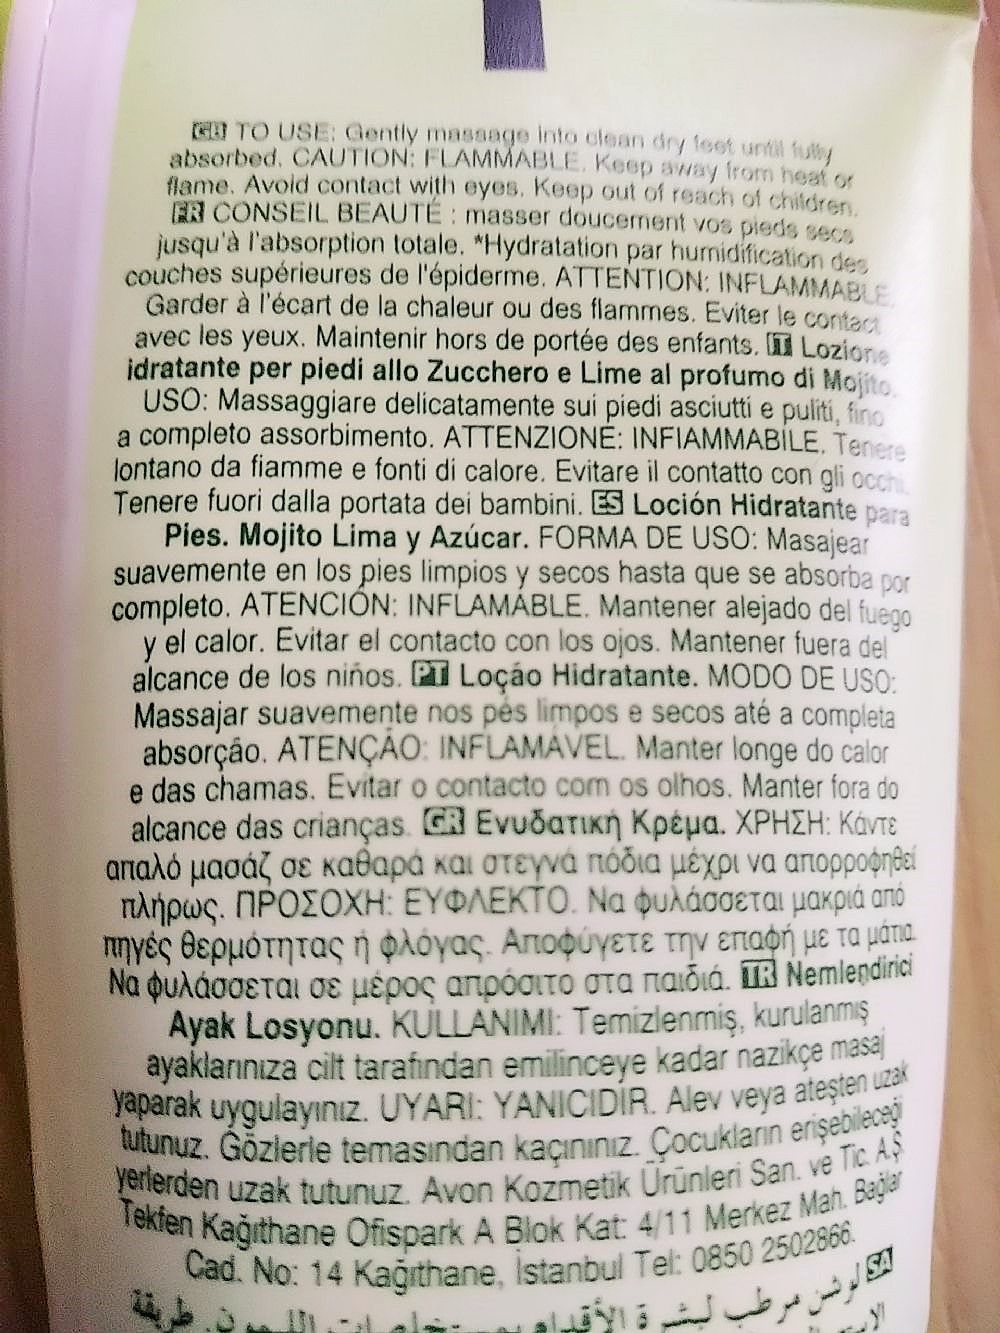 GB TO USE: Gently massage into clean dry feet until fully
absorbed. CAUTION: FLAMMABLE. Keep away from heat or
flame. Avoid contact with eyes. Keep out of reach of children.
FR CONSEIL BEAUTÉ : masser doucement vos pieds secs
jusqu'à l'absorption totale. *Hydratation par humidification des
couches supérieures de l'épiderme. ATTENTION: INFLAMMABLE.
Garder à l'écart de la chaleur ou des flammes. Eviter le contact
avec les yeux. Maintenir hors de portée des enfants. IT Lozione
idratante per piedi allo Zucchero e Lime al profumo di Mojito.
USO: Massaggiare delicatamente sui piedi asciutti e puliti, fino
a completo assorbimento. ATTENZIONE: INFIAMMABILE. Tenere
lontano da fiamme e fonti di calore. Evitare il contatto con gli occhi.
Tenere fuori dalla portata dei bambini. ES Loción Hidratante para
Pies. Mojito Lima y Azúcar. FORMA DE USO: Masajear
suavemente en los pies limpios y secos hasta que se absorba por
completo. ATENCIÓN: INFLAMABLE. Mantener alejado del fuego
y el calor. Evitar el contacto con los ojos. Mantener fuera del
alcance de los niños. PT Loção Hidratante. MODO DE USO:
Massajar suavemente nos pés limpos e secos até a completa
absorção. ATENÇÃO: INFLAMÁVEL. Manter longe do calor
e das chamas. Evitar o contacto com os olhos. Manter fora do
alcance das crianças. GR Ενυδατική Κρέμα. ΧΡΗΣΗ: Κάντε
απαλό μασάζ σε καθαρά και στεγνά πόδια μέχρι να απορροφηθεί
πλήρως. ΠΡΟΣΟΧΗ: ΕΥΦΛΕΚΤΟ. Να φυλάσσεται μακριά από
πηγές θερμότητας ή φλόγας. Αποφύγετε την επαφή με τα μάτια.
Να φυλάσσεται σε μέρος απρόσιτο στα παιδιά. TR Nemlendirici
Ayak Losyonu. KULLANIMI: Temizlenmiş, kurulanmış
ayaklarınıza cilt tarafından emilinceye kadar nazikçe masaj
yaparak uygulayınız. UYARI: YANICIDIR. Alev veya ateşten uzak
tutunuz. Gözlerle temasından kaçınınız. Çocukların erişebileceği
yerlerden uzak tutunuz. Avon Kozmetik Ürünleri San. ve Tic. A.Ş
Tekfen Kağıthane Ofispark A Blok Kat: 4/11 Merkez Mah. Bağlar
Cad. No: 14 Kağıthane, İstanbul Tel: 0850 2502866.
SA لوشن مرطب لبشرة الأقدام طريقة